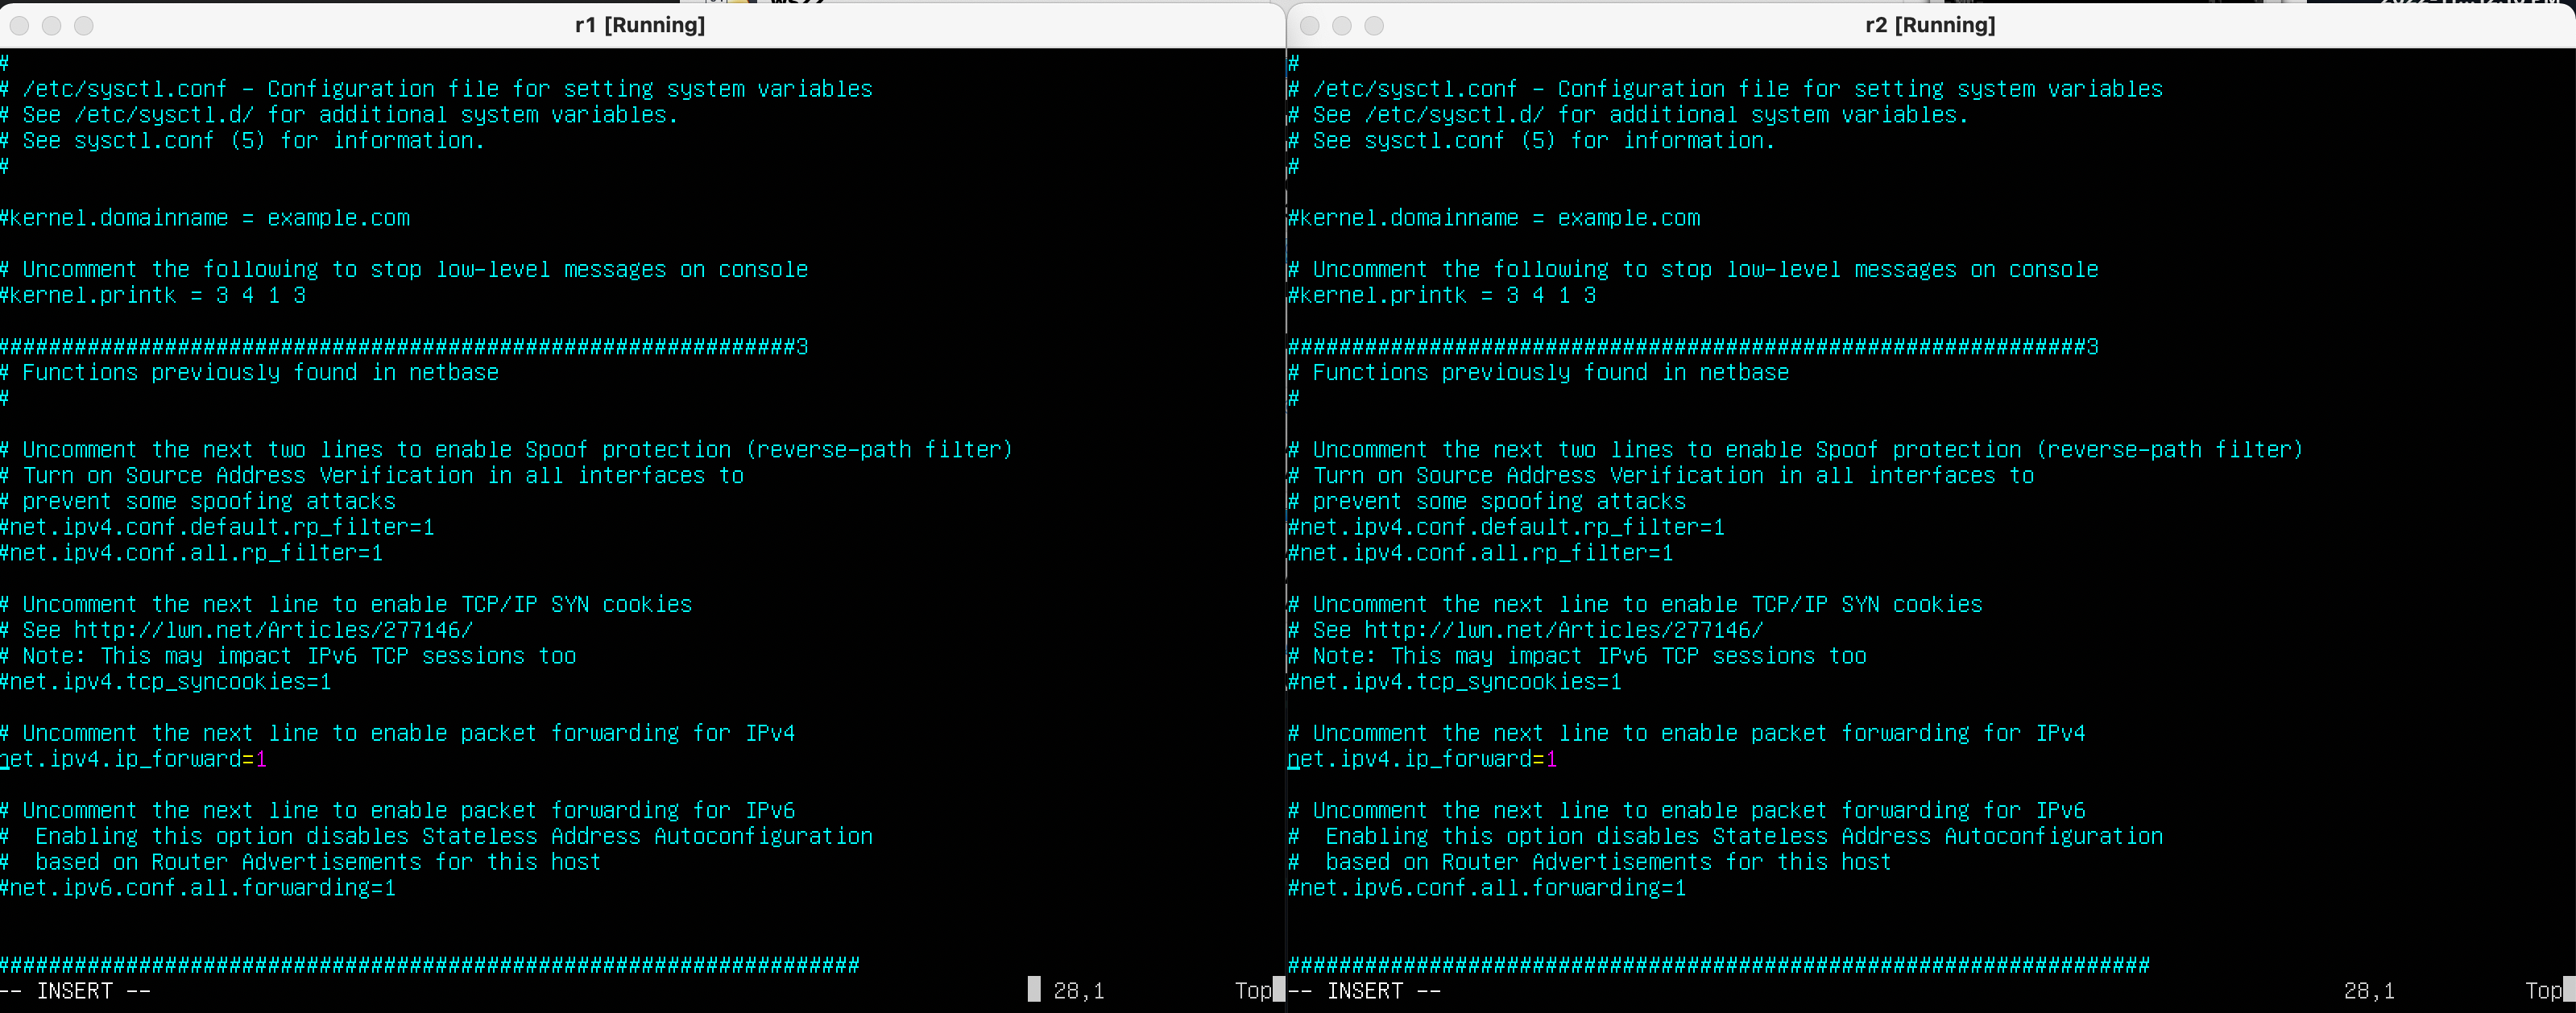 r1 [Running]
#
# /etc/sysctl.conf - Configuration file for setting system variables
# See /etc/sysctl.d/ for additional system variables.
# See sysctl.conf (5) for information.
#
#kernel.domainname = example.com
# Uncomment the following to stop low-level messages on console
#kernel.printk = 3 4 1 3
##############################################################3
# Functions previously found in netbase
#
# Uncomment the next two lines to enable Spoof protection (reverse-path filter)
# Turn on Source Address Verification in all interfaces to
# prevent some spoofing attacks
#net.ipv4.conf.default.rp_filter=1
#net.ipv4.conf.all.rp_filter=1
# Uncomment the next line to enable TCP/IP SYN cookies
# See http://lwn.net/Articles/277146/
# Note: This may impact IPv6 TCP sessions too
#net.ipv4.tcp_syncookies=1
# Uncomment the next line to enable packet forwarding for IPv4
net.ipv4.ip_forward=1
# Uncomment the next line to enable packet forwarding for IPv6
#  Enabling this option disables Stateless Address Autoconfiguration
#  based on Router Advertisements for this host
#net.ipv6.conf.all.forwarding=1
###################################################################
-- INSERT -- 28,1 Top
r2 [Running]
#
# /etc/sysctl.conf - Configuration file for setting system variables
# See /etc/sysctl.d/ for additional system variables.
# See sysctl.conf (5) for information.
#
#kernel.domainname = example.com
# Uncomment the following to stop low-level messages on console
#kernel.printk = 3 4 1 3
##############################################################3
# Functions previously found in netbase
#
# Uncomment the next two lines to enable Spoof protection (reverse-path filter)
# Turn on Source Address Verification in all interfaces to
# prevent some spoofing attacks
#net.ipv4.conf.default.rp_filter=1
#net.ipv4.conf.all.rp_filter=1
# Uncomment the next line to enable TCP/IP SYN cookies
# See http://lwn.net/Articles/277146/
# Note: This may impact IPv6 TCP sessions too
#net.ipv4.tcp_syncookies=1
# Uncomment the next line to enable packet forwarding for IPv4
net.ipv4.ip_forward=1
# Uncomment the next line to enable packet forwarding for IPv6
#  Enabling this option disables Stateless Address Autoconfiguration
#  based on Router Advertisements for this host
#net.ipv6.conf.all.forwarding=1
###################################################################
-- INSERT -- 28,1 Top